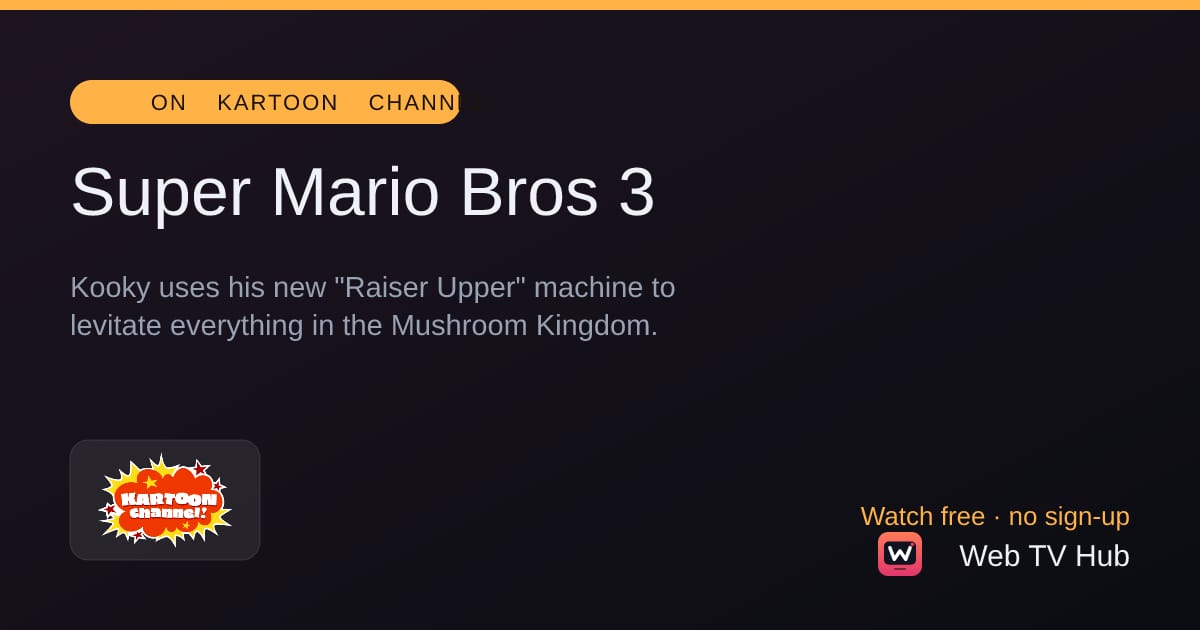 ON KARTOON CHANN
Super Mario Bros 3
Kooky uses his new "Raiser Upper" machine to
levitate everything in the Mushroom Kingdom.
KARTOON
channel!
Watch free · no sign-up
W
Web TV Hub